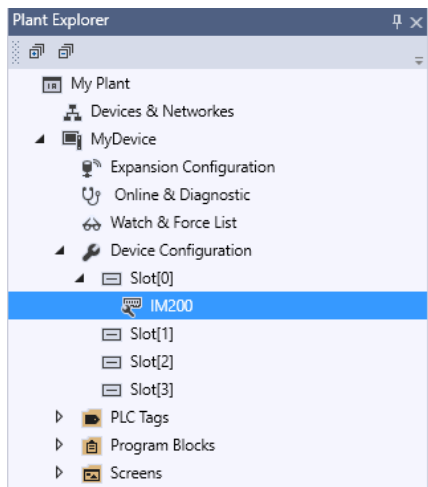 Plant Explorer
My Plant
Devices & Networkes
MyDevice
Expansion Configuration
Online & Diagnostic
Watch & Force List
Device Configuration
Slot[0]
IM200
Slot[1]
Slot[2]
Slot[3]
PLC Tags
Program Blocks
Screens